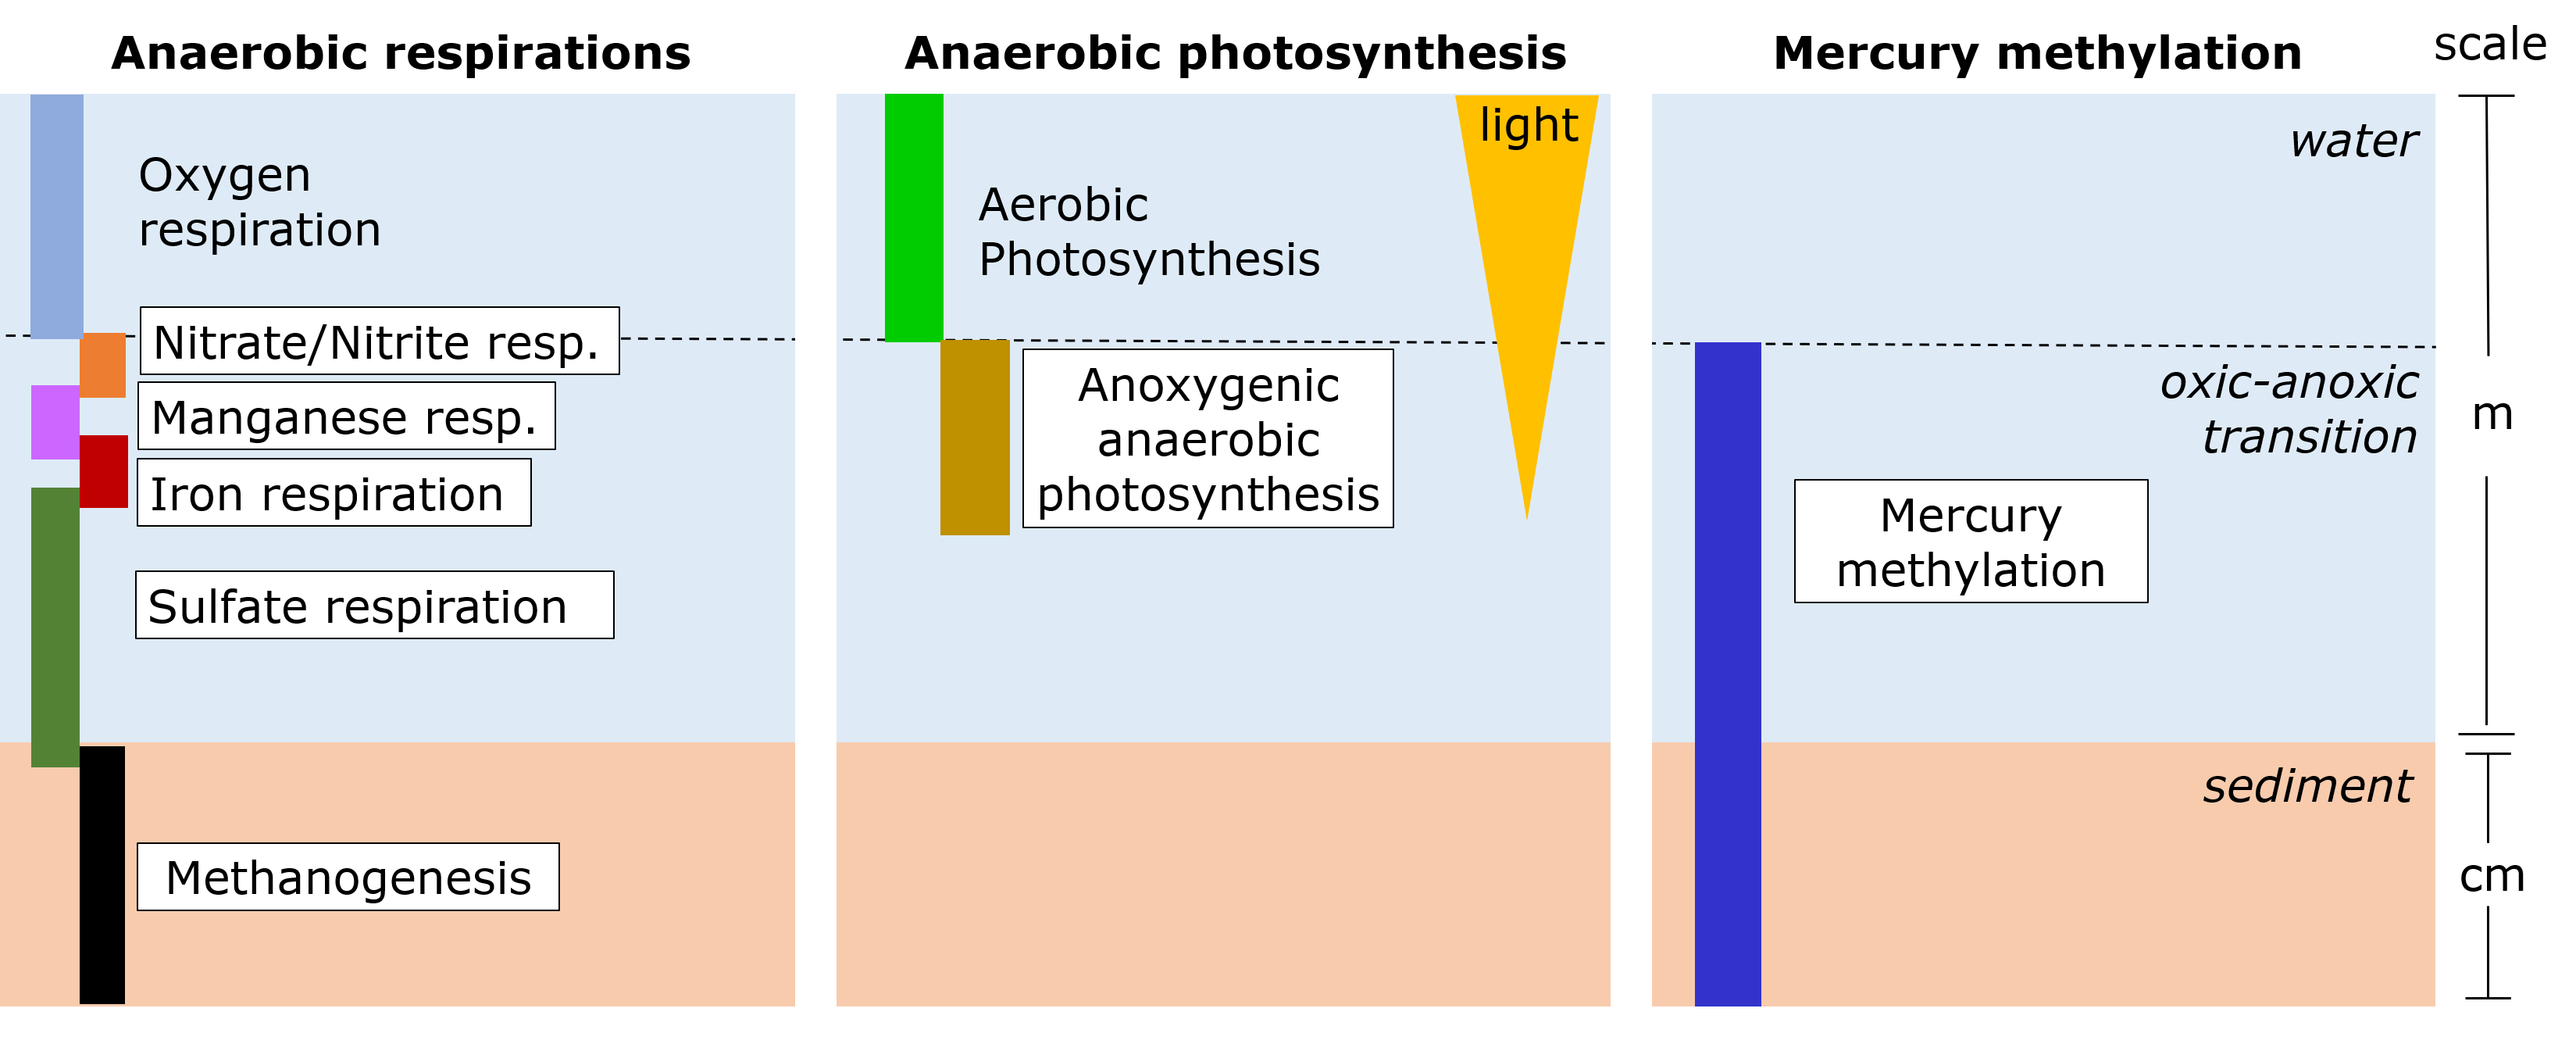 Anaerobic respirations
Oxygen
respiration
Nitrate/Nitrite resp.
Manganese resp.
Iron respiration
Sulfate respiration
Methanogenesis
Anaerobic photosynthesis
light
Aerobic
Photosynthesis
Anoxygenic
anaerobic
photosynthesis
Mercury methylation
water
oxic-anoxic
transition
Mercury
methylation
sediment
scale
m
cm